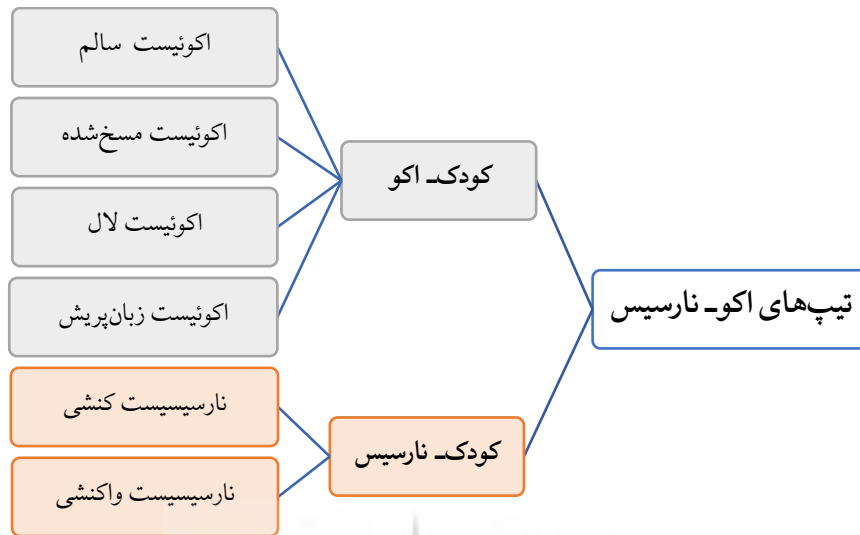 تیپ‌های اکوـ نارسیس
کودکـ اکو
اکوئیست سالم
اکوئیست مسخ‌شده
اکوئیست لال
اکوئیست زبان‌پریش
کودکـ نارسیس
نارسیسیست کنشی
نارسیسیست واکنشی